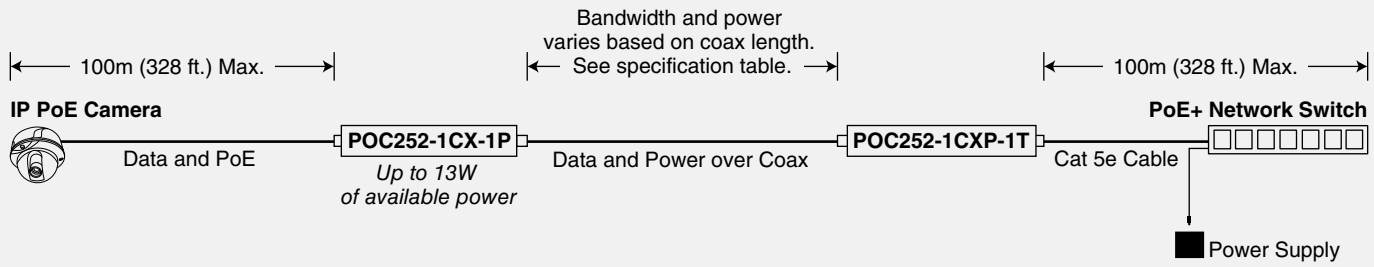 Bandwidth and power
varies based on coax length.
100m (328 ft.) Max.
See specification table.
100m (328 ft.) Max.
IP PoE Camera
PoE+ Network Switch
POC252-1CX-1P
POC252-1CXP-1T
Data and PoE
Data and Power over Coax
Cat 5e Cable
Up to 13W
of available power
Power Supply